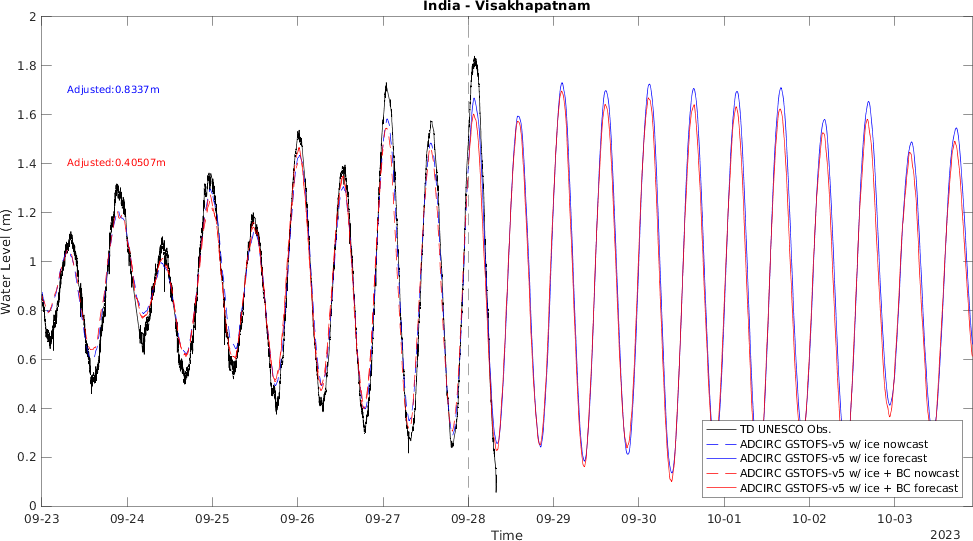 India - Visakhapatnam
2
1.8
1.6
1.4
1.2
1
0.8
0.6
0.4
0.2
0
Water Level (m)
Adjusted:0.8337m
Adjusted:0.40507m
TD UNESCO Obs.
ADCIRC GSTOFS-v5 w/ ice nowcast
ADCIRC GSTOFS-v5 w/ ice forecast
ADCIRC GSTOFS-v5 w/ ice + BC nowcast
ADCIRC GSTOFS-v5 w/ ice + BC forecast
09-23 09-24 09-25 09-26 09-27 09-28 09-29 09-30 10-01 10-02 10-03
Time
2023